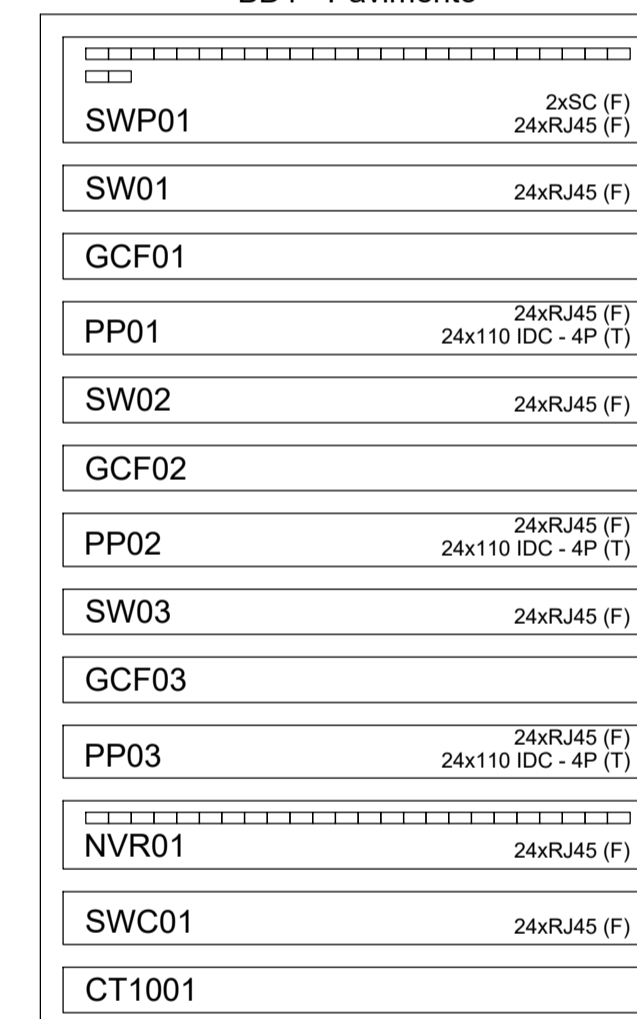 SWP01
2xSC (F)
24xRJ45 (F)
SW01
24xRJ45 (F)
GCF01
PP01
24xRJ45 (F)
24x110 IDC - 4P (T)
SW02
24xRJ45 (F)
GCF02
PP02
24xRJ45 (F)
24x110 IDC - 4P (T)
SW03
24xRJ45 (F)
GCF03
PP03
24xRJ45 (F)
24x110 IDC - 4P (T)
NVR01
24xRJ45 (F)
SWC01
24xRJ45 (F)
CT1001